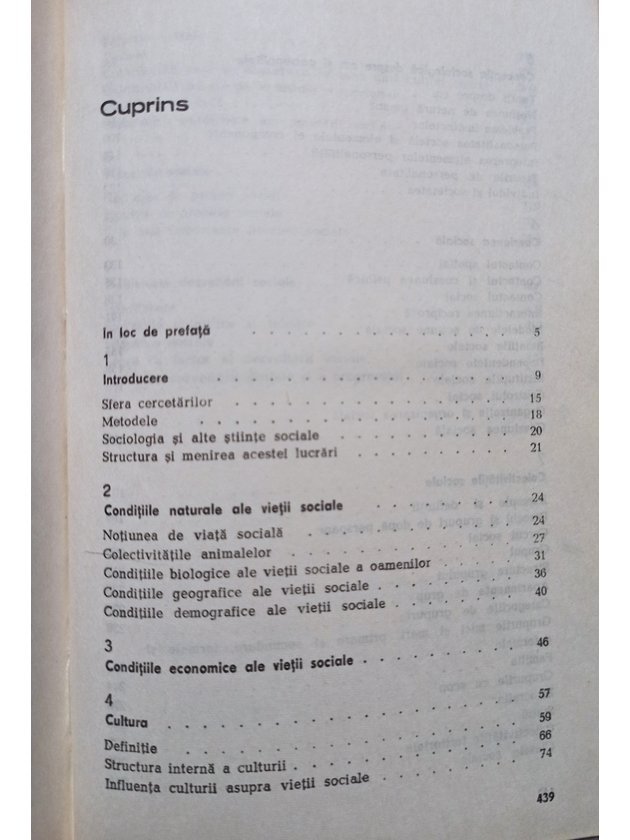 Cuprins
În loc de prefață . . . . . . . . . . . . . 5
1
Introducere . . . . . . . . . . . . . 9
Sfera cercetărilor . . . . . . . . . . . . . 15
Metodele . . . . . . . . . . . . . 18
Sociologia și alte științe sociale . . . . . . . . . 20
Structura și menirea acestei lucrări . . . . . . . . 21
2
Condițiile naturale ale vieții sociale . . . . . . . 24
Noțiunea de viață socială . . . . . . . . . . 24
Colectivitățile animalelor . . . . . . . . . . 27
Condițiile biologice ale vieții sociale a oamenilor . . . . 31
Condițiile geografice ale vieții sociale . . . . . . . 36
Condițiile demografice ale vieții sociale . . . . . . 40
3
Condițiile economice ale vieții sociale . . . . . . . . 46
4
Cultura . . . . . . . . . . . . . 57
Definiție . . . . . . . . . . . . . 59
Structura internă a culturii . . . . . . . . . . 66
Influența culturii asupra vieții sociale . . . . . . . 74
439